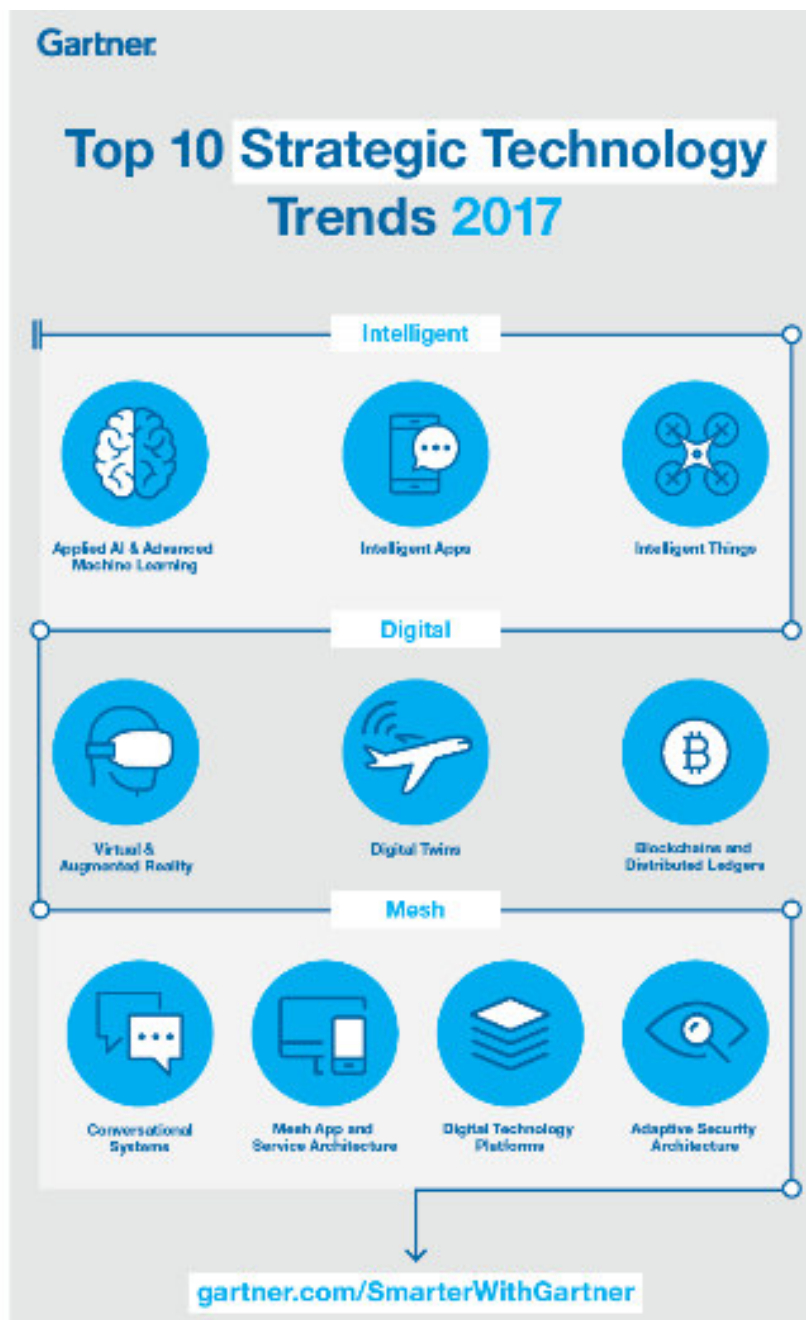 Gartner
Top 10 Strategic Technology
Trends 2017
Intelligent
Applied AI & Advanced
Machine Learning
Intelligent Apps
Intelligent Things
Digital
Virtual &
Augmented Reality
Digital Twins
Blockchains and
Distributed Ledgers
Mesh
Conversational
Systems
Mesh App and
Service Architecture
Digital Technology
Platforms
Adaptive Security
Architecture
gartner.com/SmarterWithGartner